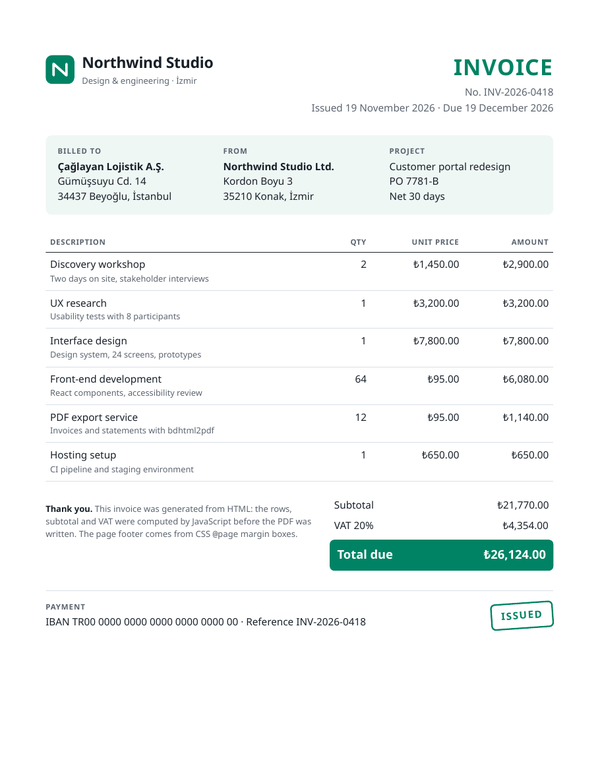 N
Northwind Studio
Design & engineering · İzmir
INVOICE
No. INV-2026-0418
Issued 19 November 2026 · Due 19 December 2026
BILLED TO
Çağlayan Lojistik A.Ş.
Gümüşsuyu Cd. 14
34437 Beyoğlu, İstanbul
FROM
Northwind Studio Ltd.
Kordon Boyu 3
35210 Konak, İzmir
PROJECT
Customer portal redesign
PO 7781-B
Net 30 days
DESCRIPTION QTY UNIT PRICE AMOUNT
Discovery workshop 2 ₺1,450.00 ₺2,900.00
Two days on site, stakeholder interviews
UX research 1 ₺3,200.00 ₺3,200.00
Usability tests with 8 participants
Interface design 1 ₺7,800.00 ₺7,800.00
Design system, 24 screens, prototypes
Front-end development 64 ₺95.00 ₺6,080.00
React components, accessibility review
PDF export service 12 ₺95.00 ₺1,140.00
Invoices and statements with bdhtml2pdf
Hosting setup 1 ₺650.00 ₺650.00
CI pipeline and staging environment
Thank you. This invoice was generated from HTML: the rows,
subtotal and VAT were computed by JavaScript before the PDF was
written. The page footer comes from CSS @page margin boxes.
Subtotal ₺21,770.00
VAT 20% ₺4,354.00
Total due ₺26,124.00
PAYMENT
IBAN TR00 0000 0000 0000 0000 0000 00 · Reference INV-2026-0418
ISSUED